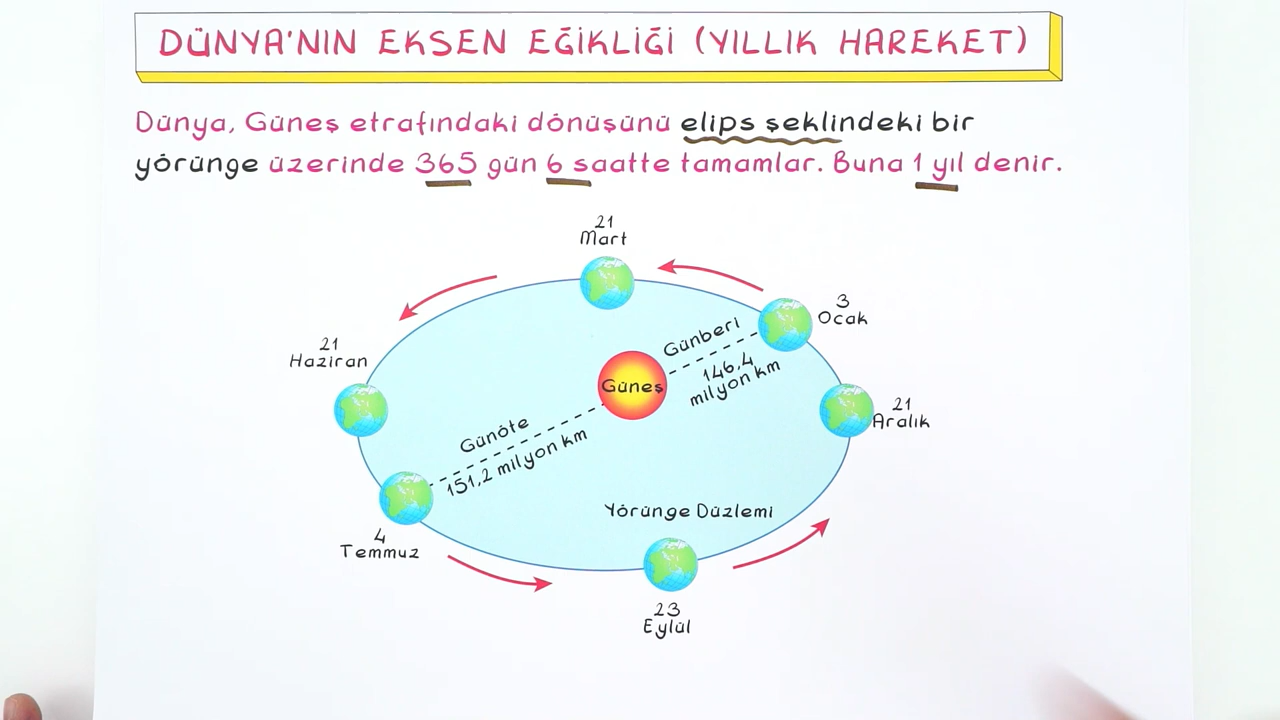 DÜNYA'NIN EKSEN EĞİKLİĞİ (YILLIK HAREKET)
Dünya, Güneş etrafındaki dönüşünü elips şeklindeki bir
yörünge üzerinde 365 gün 6 saatte tamamlar. Buna 1 yıl denir.
21
Mart
3
Ocak
21
Haziran
Günberi
146,4
milyon km
Güneş
21
Aralık
Günöte
151,2 milyon km
Yörünge Düzlemi
4
Temmuz
23
Eylül